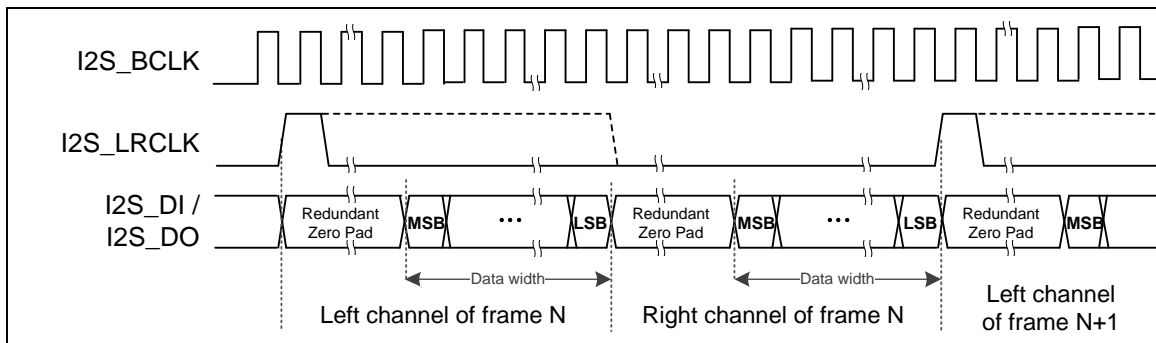 I2S_BCLK
I2S_LRCLK
I2S_DI /
I2S_DO
Redundant
Zero Pad
MSB
•••
LSB
Redundant
Zero Pad
MSB
•••
LSB
Redundant
Zero Pad
MSB
Data width
Data width
Left channel of frame N
Right channel of frame N
Left channel
of frame N+1